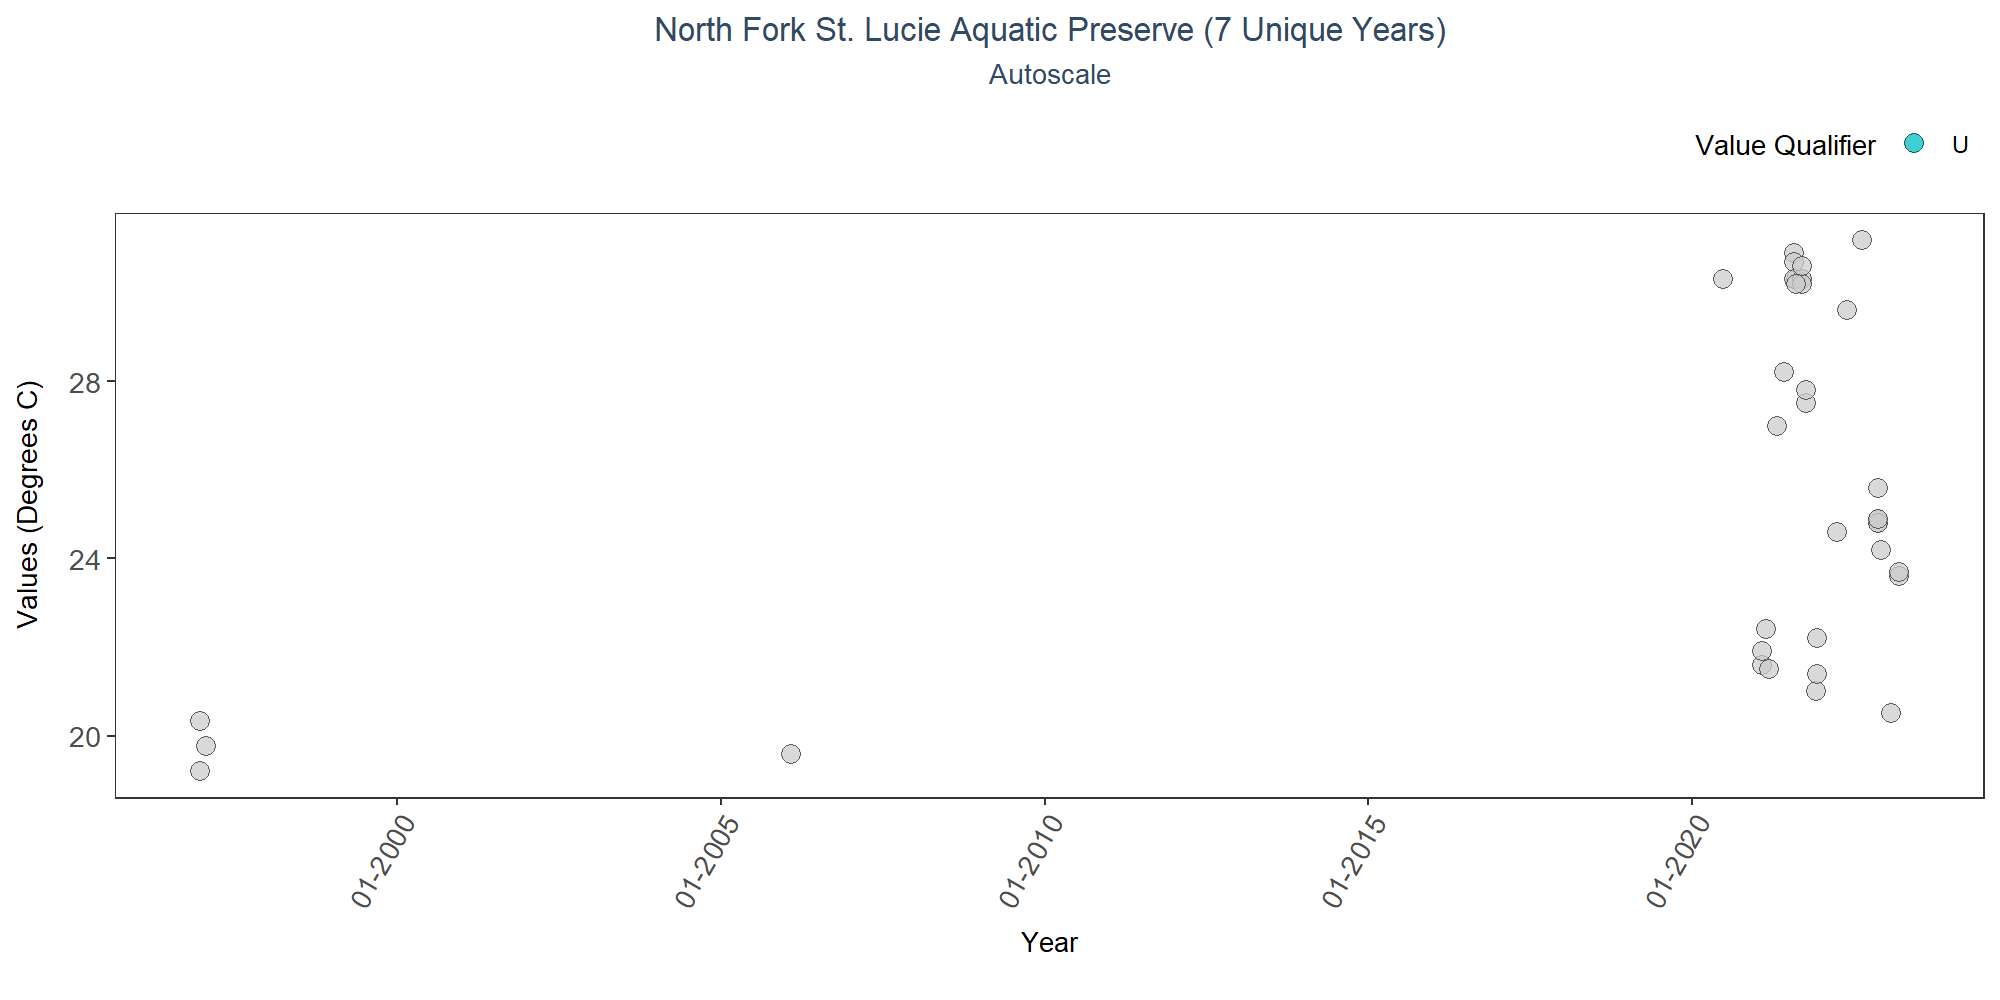 North Fork St. Lucie Aquatic Preserve (7 Unique Years)
Autoscale
Value Qualifier U
Values (Degrees C)
28
24
20
01-2000 01-2005 01-2010 01-2015 01-2020
Year